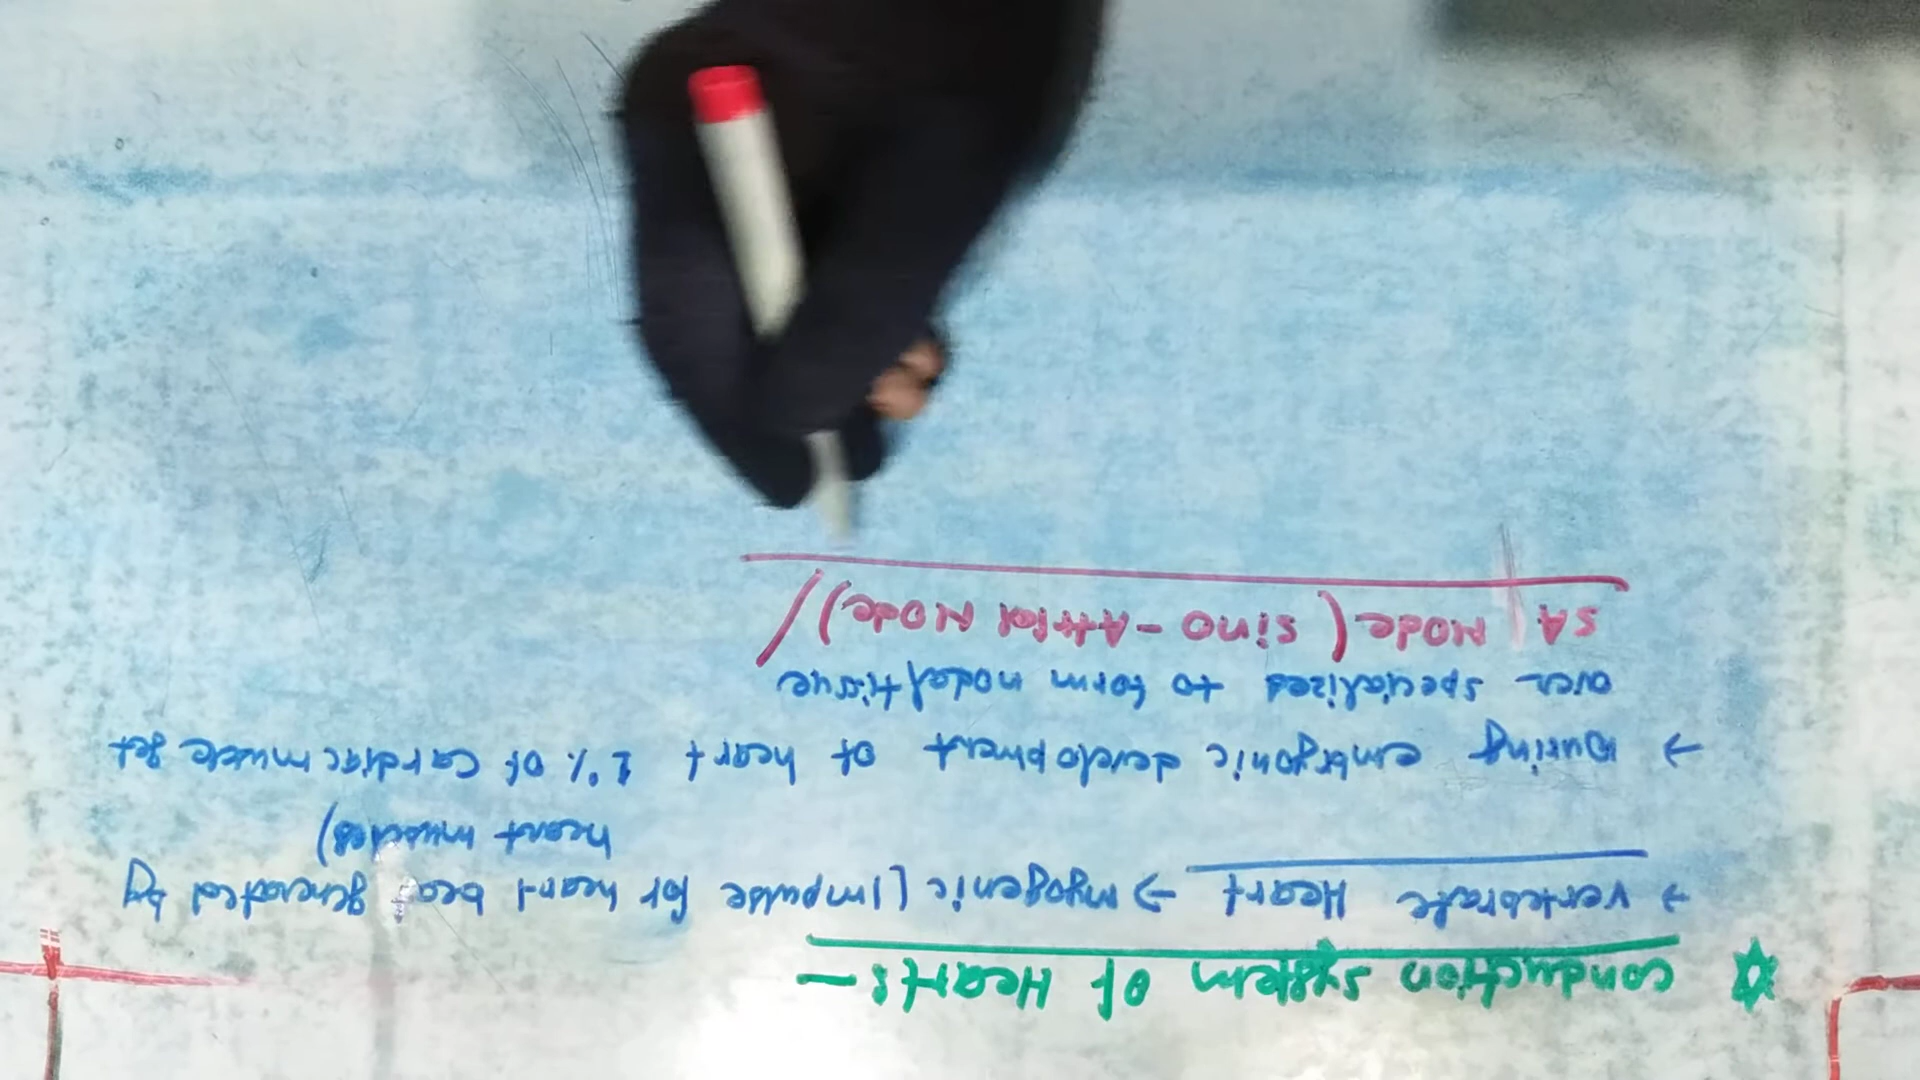 ✡ conduction system of Heart:-
→ vertebrate Heart → myogenic (Impulse for heart beat generated by
heart muscles)
→ During embryonic development of heart 1% of cardiac muscle get
over specialized to form nodal tissue
SA Node (sino-Atrial Node)/